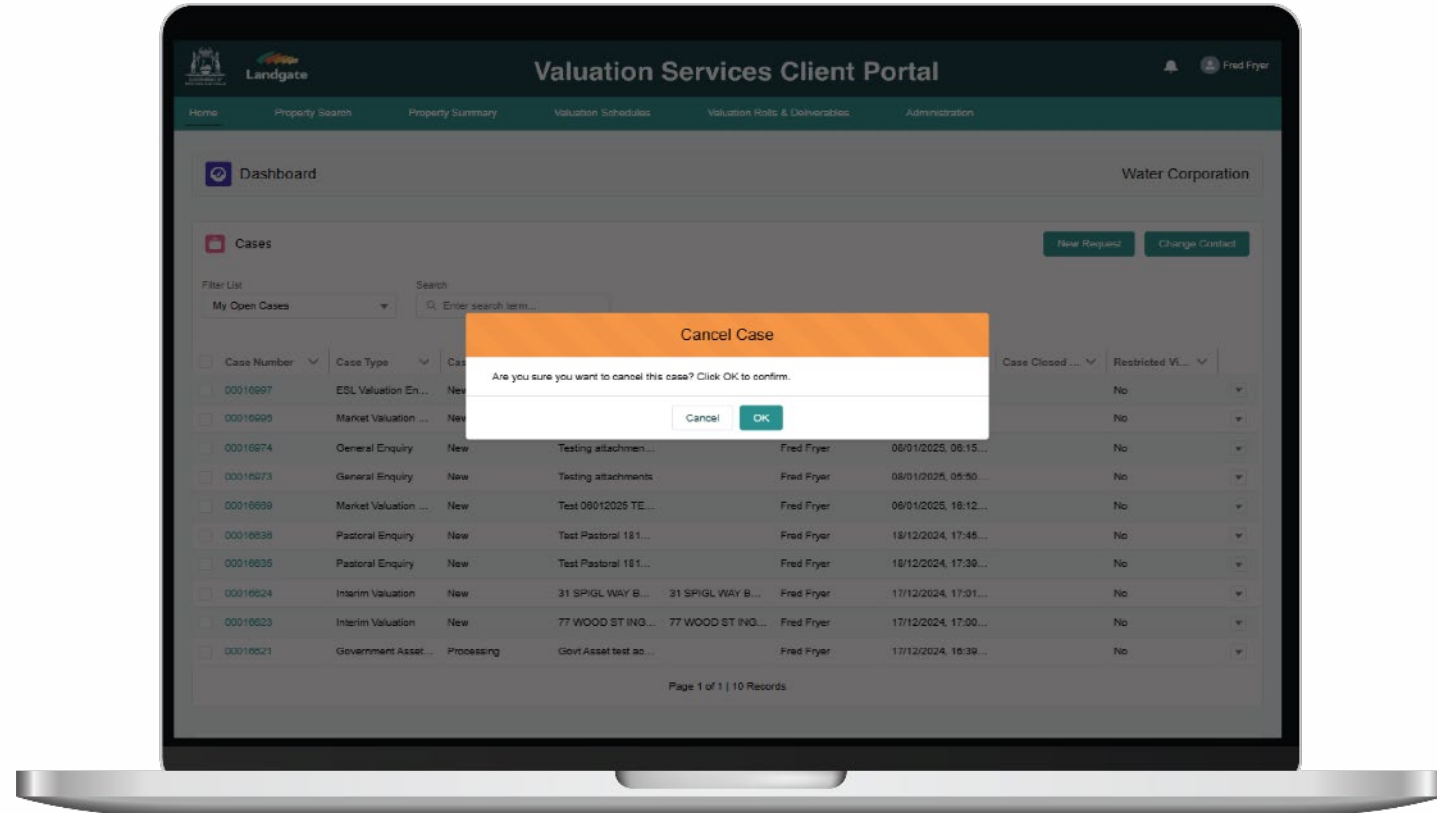 Landgate
Valuation Services Client Portal
Fred Fryer
Home Property Search Property Summary Valuation Schedules Valuation Rolls & Deliverables Administration
Dashboard Water Corporation
Cases New Request Change Contact
Filter List Search
My Open Cases Enter search term...
Cancel Case
Are you sure you want to cancel this case? Click OK to confirm.
Cancel OK
Case Number Case Type Cas Case Closed ... Restricted Vi...
00016997 ESL Valuation En... New No
Market Valuation ... New No
00016974 General Enquiry New Testing attachmen... Fred Fryer 08/01/2025, 06:15... No
00016973 General Enquiry New Testing attachments Fred Fryer 08/01/2025, 05:50... No
Market Valuation ... New Test 06012025 TE... Fred Fryer 06/01/2025, 16:12... No
00016636 Pastoral Enquiry New Test Pastoral 181... Fred Fryer 18/12/2024, 17:45... No
00016635 Pastoral Enquiry New Test Pastoral 181... Fred Fryer 18/12/2024, 17:39... No
00016624 Interim Valuation New 31 SPIGL WAY B... 31 SPIGL WAY B... Fred Fryer 17/12/2024, 17:01... No
00016623 Interim Valuation New 77 WOOD ST ING... 77 WOOD ST ING... Fred Fryer 17/12/2024, 17:00... No
00016621 Government Asset... Processing Govt Asset test as... Fred Fryer 17/12/2024, 16:39... No
Page 1 of 1 | 10 Records